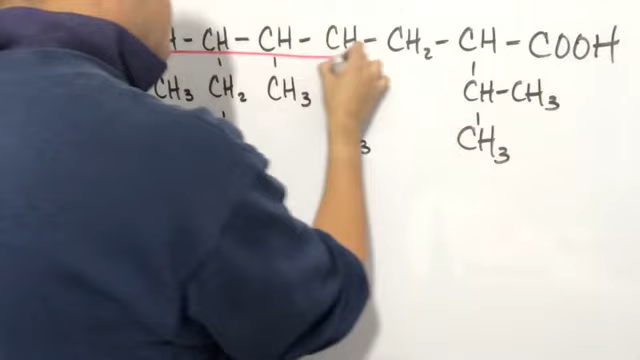 H - CH - CH - CH - CH₂ - CH - COOH
CH₃ CH₂ CH₃ CH-CH₃
3 CH₃